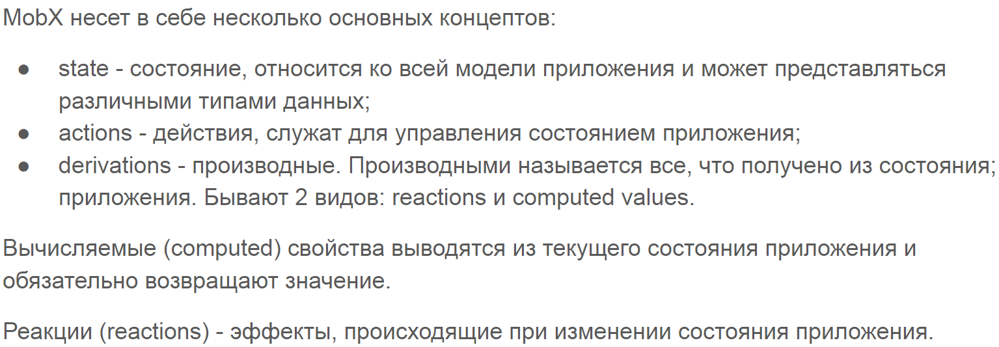 MobX несет в себе несколько основных концептов:
● state - состояние, относится ко всей модели приложения и может представляться
различными типами данных;
● actions - действия, служат для управления состоянием приложения;
● derivations - производные. Производными называется все, что получено из состояния;
приложения. Бывают 2 видов: reactions и computed values.
Вычисляемые (computed) свойства выводятся из текущего состояния приложения и
обязательно возвращают значение.
Реакции (reactions) - эффекты, происходящие при изменении состояния приложения.